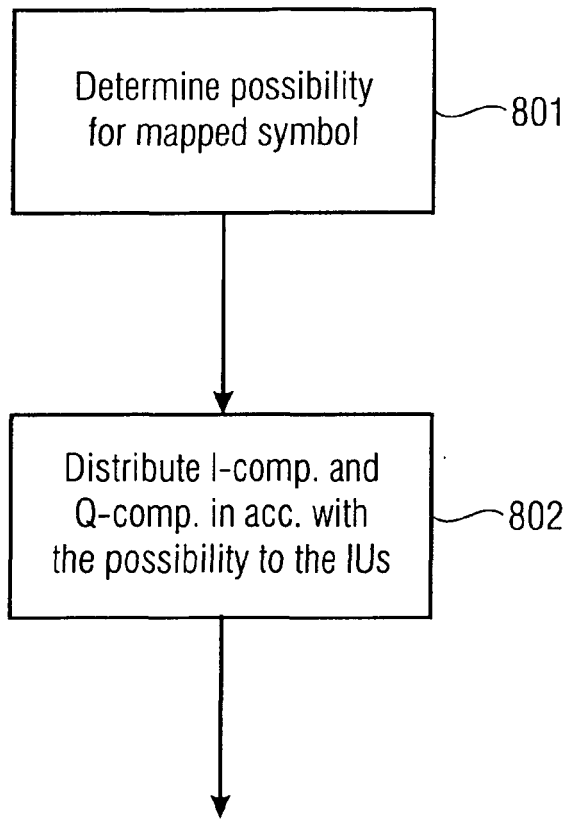 Determine possibility
for mapped symbol
801
Distribute I-comp. and
Q-comp. in acc. with
the possibility to the IUs
802